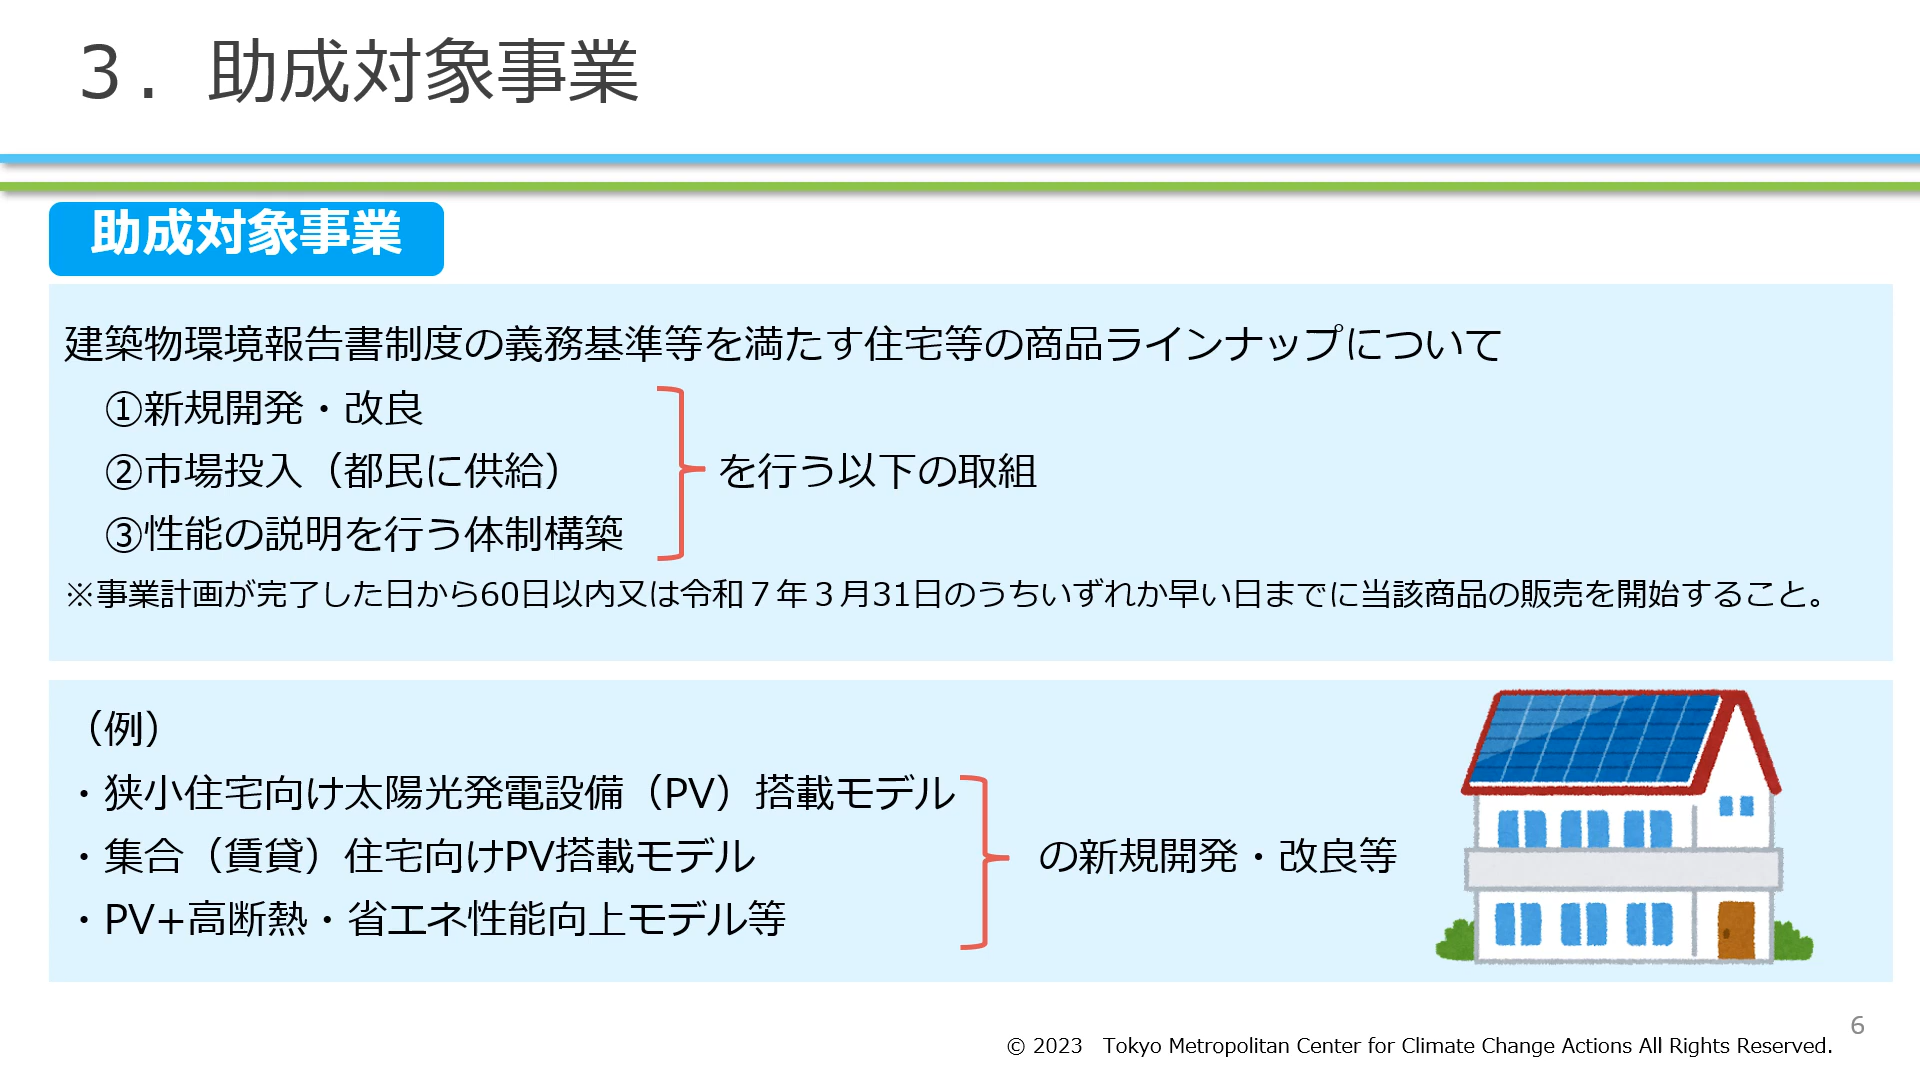 ３．助成対象事業
助成対象事業
建築物環境報告書制度の義務基準等を満たす住宅等の商品ラインナップについて
①新規開発・改良
②市場投入（都民に供給）
を行う以下の取組
③性能の説明を行う体制構築
※事業計画が完了した日から60日以内又は令和７年３月31日のうちいずれか早い日までに当該商品の販売を開始すること。
（例）
・狭小住宅向け太陽光発電設備（PV）搭載モデル
・集合（賃貸）住宅向けPV搭載モデル
の新規開発・改良等
・PV+高断熱・省エネ性能向上モデル等
6
© 2023　Tokyo Metropolitan Center for Climate Change Actions All Rights Reserved.